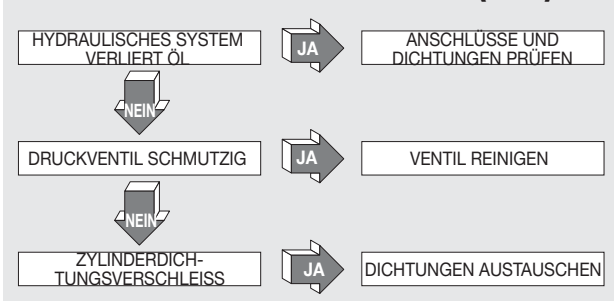 HYDRAULISCHES SYSTEM
VERLIERT ÖL
JA
ANSCHLÜSSE UND
DICHTUNGEN PRÜFEN
NEIN
DRUCKVENTIL SCHMUTZIG
JA
VENTIL REINIGEN
NEIN
ZYLINDERDICH-
TUNGSVERSCHLEISS
JA
DICHTUNGEN AUSTAUSCHEN